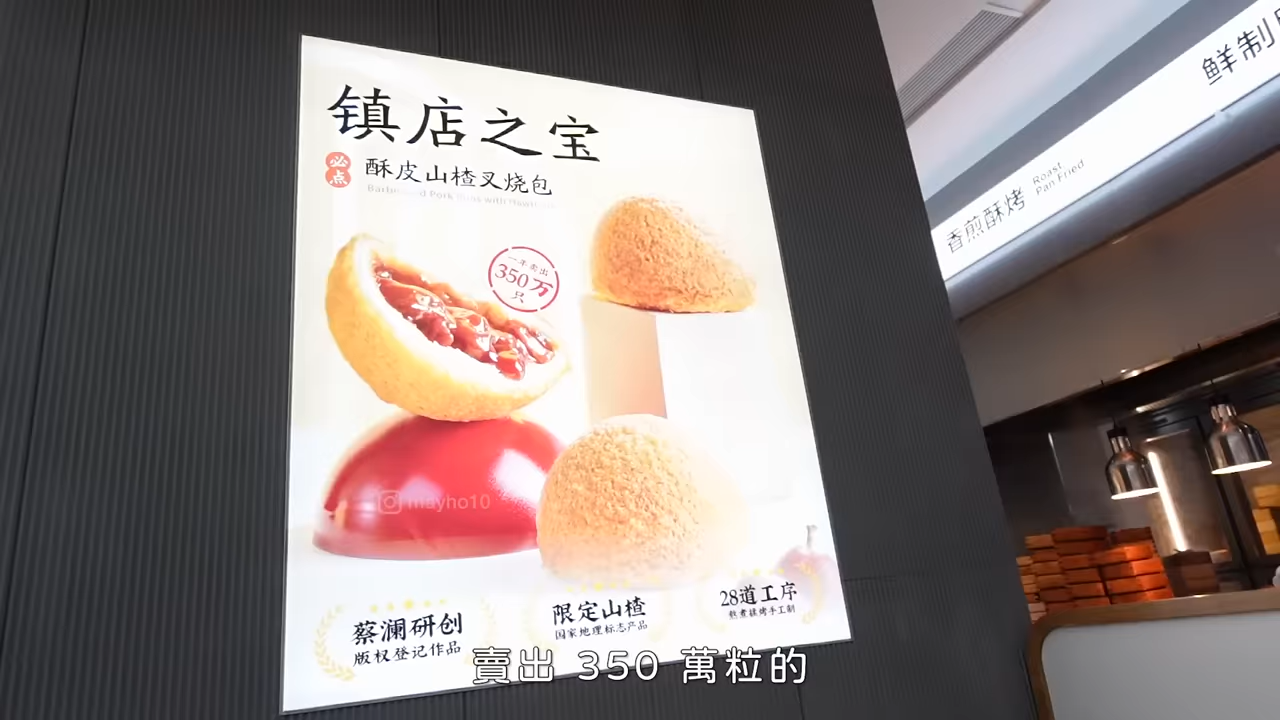 镇店之宝
必点
酥皮山楂叉烧包
一年卖出
350万
只
mayho10
蔡澜研创
版权登记作品
限定山楂
国家地理标志产品
28道工序
鲜制
香煎酥烤
Roast
Pan Fried
賣出 350 萬粒的